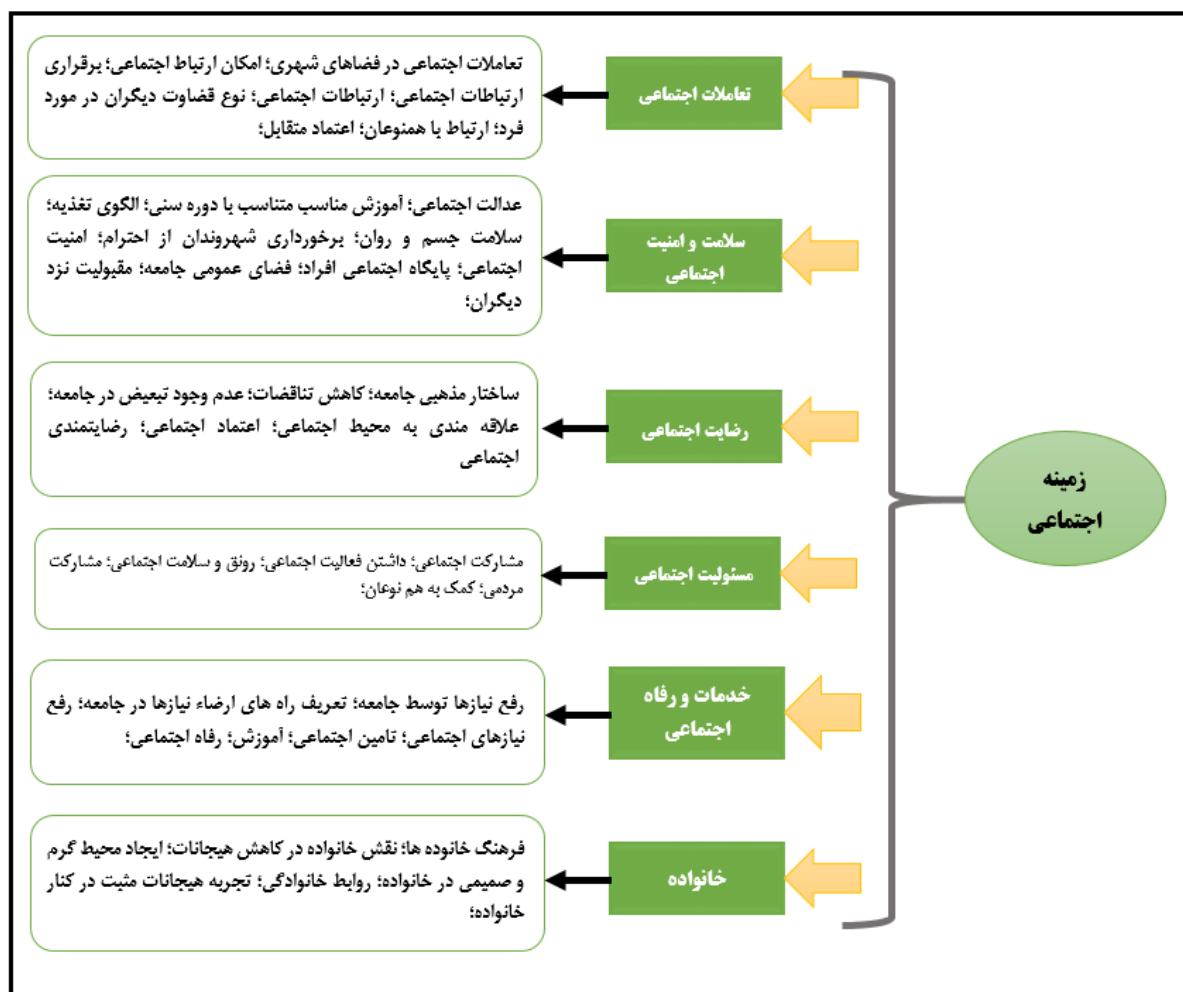 زمینه
اجتماعی
تعاملات اجتماعی
تعاملات اجتماعی در فضاهای شهری؛ امکان ارتباط اجتماعی؛ برقراری
ارتباطات اجتماعی؛ ارتباطات اجتماعی؛ نوع قضاوت دیگران در مورد
فرد؛ ارتباط با همنوعان؛ اعتماد متقابل؛
سلامت و امنیت
اجتماعی
عدالت اجتماعی؛ آموزش مناسب متناسب با دوره سنی؛ الگوی تغذیه؛
سلامت جسم و روان؛ برخورداری شهروندان از احترام؛ امنیت
اجتماعی؛ پایگاه اجتماعی افراد؛ فضای عمومی جامعه؛ مقبولیت نزد
دیگران؛
رضایت اجتماعی
ساختار مذهبی جامعه؛ کاهش تناقضات؛ عدم وجود تبعیض در جامعه؛
علاقه مندی به محیط اجتماعی؛ اعتماد اجتماعی؛ رضایتمندی
اجتماعی
مسئولیت اجتماعی
مشارکت اجتماعی؛ داشتن فعالیت اجتماعی؛ رونق و سلامت اجتماعی؛ مشارکت
مردمی؛ کمک به هم نوعان؛
خدمات و رفاه
اجتماعی
رفع نیازها توسط جامعه؛ تعریف راه های ارضاء نیازها در جامعه؛ رفع
نیازهای اجتماعی؛ تامین اجتماعی؛ آموزش؛ رفاه اجتماعی؛
خانواده
فرهنگ خانوده ها؛ نقش خانواده در کاهش هیجانات؛ ایجاد محیط گرم
و صمیمی در خانواده؛ روابط خانوادگی؛ تجربه هیجانات مثبت در کنار
خانواده؛